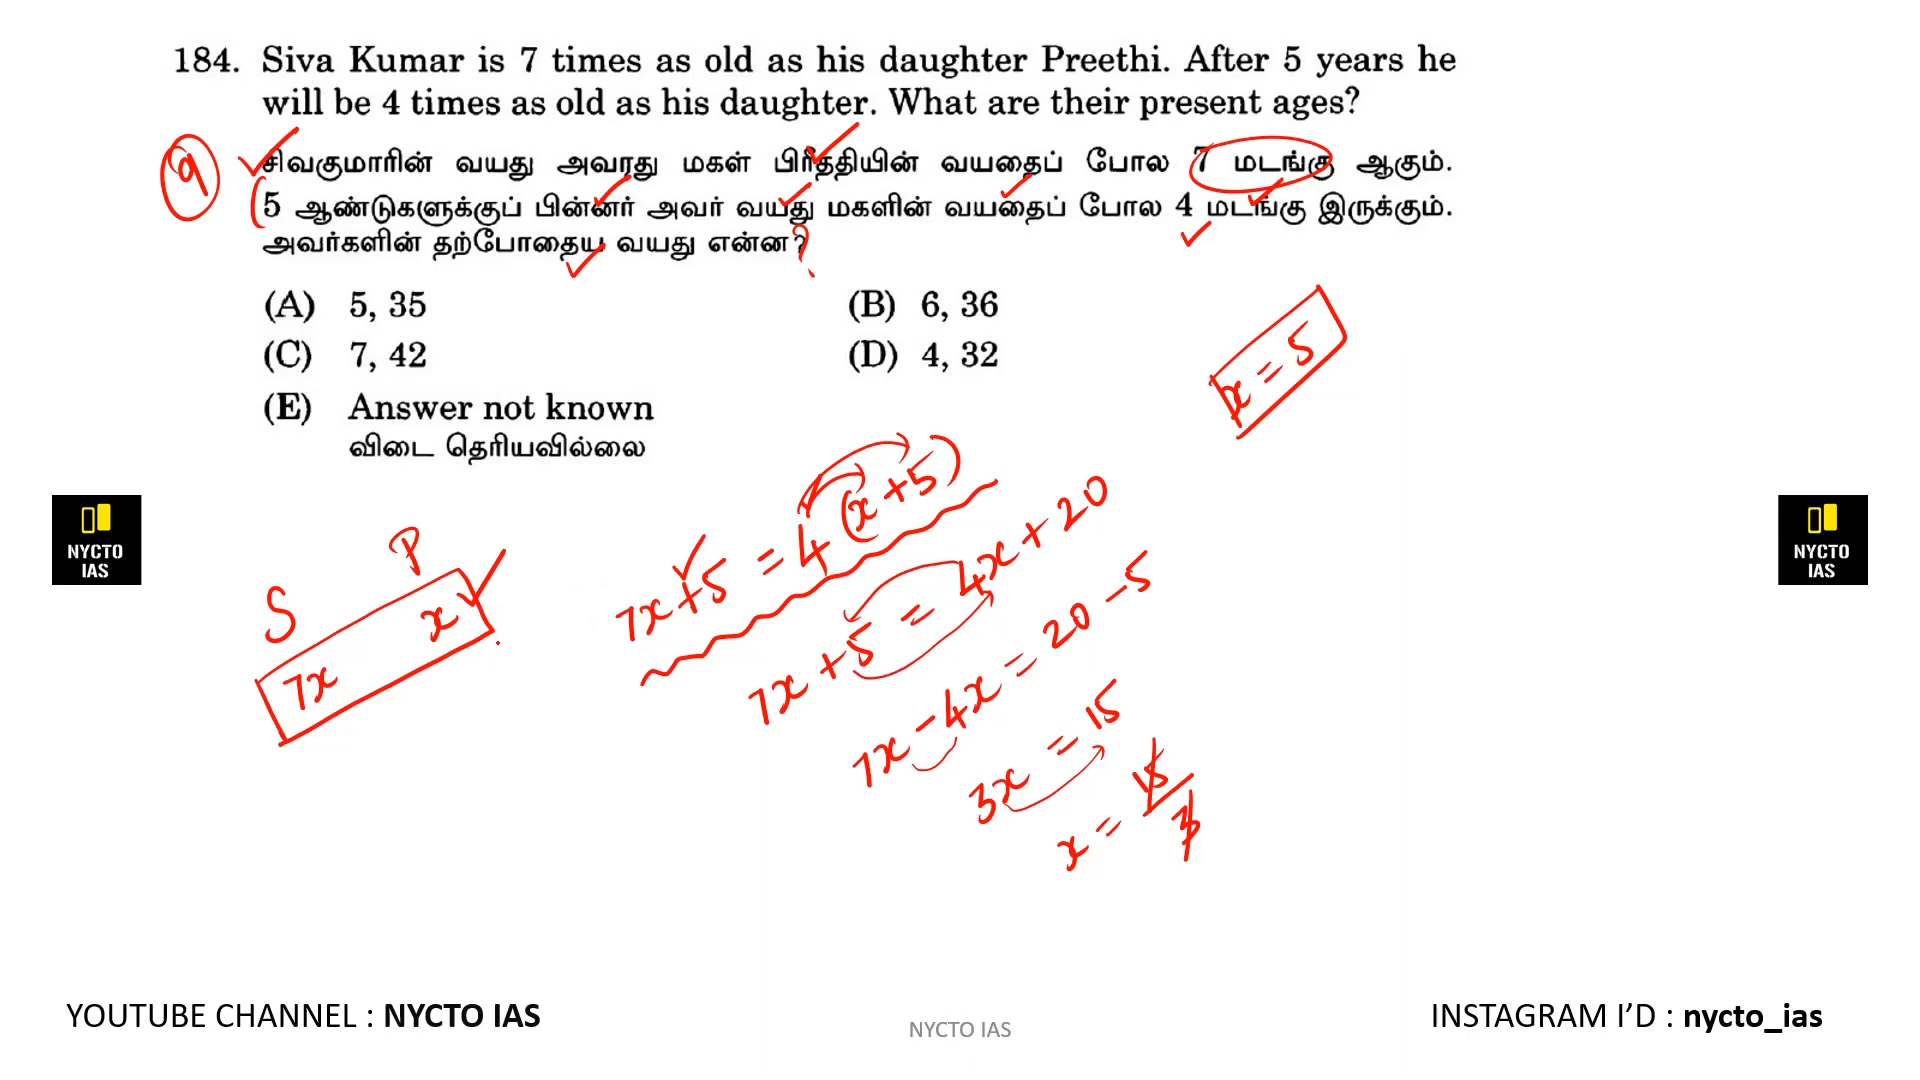 184. Siva Kumar is 7 times as old as his daughter Preethi. After 5 years he
will be 4 times as old as his daughter. What are their present ages?
9
சிவகுமாரின் வயது அவரது மகள் பிரீத்தியின் வயதைப் போல 7 மடங்கு ஆகும்.
(5 ஆண்டுகளுக்குப் பின்னர் அவர் வயது மகளின் வயதைப் போல 4 மடங்கு இருக்கும்.
அவர்களின் தற்போதைய வயது என்ன?
(A) 5, 35 (B) 6, 36
(C) 7, 42 (D) 4, 32
(E) Answer not known
விடை தெரியவில்லை
x = 5
S P
7x x
7x+5 = 4(x+5)
7x+5 = 4x+20
7x-4x = 20-5
3x = 15
x = 15/3
NYCTO
IAS
NYCTO
IAS
YOUTUBE CHANNEL : NYCTO IAS
NYCTO IAS
INSTAGRAM I’D : nycto_ias